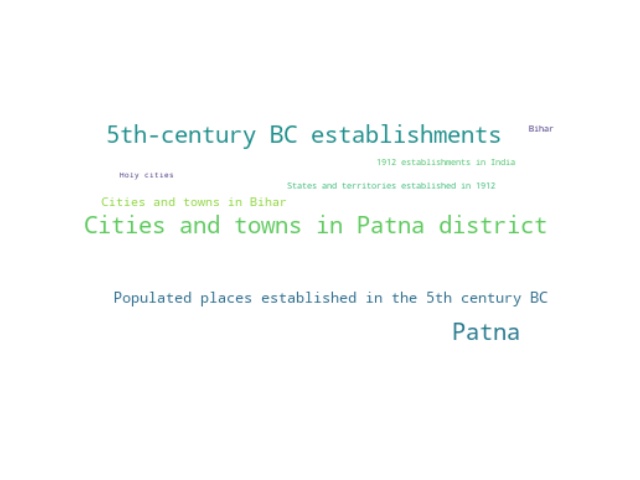 5th-century BC establishments
Bihar
1912 establishments in India
Holy cities
States and territories established in 1912
Cities and towns in Bihar
Cities and towns in Patna district
Populated places established in the 5th century BC
Patna